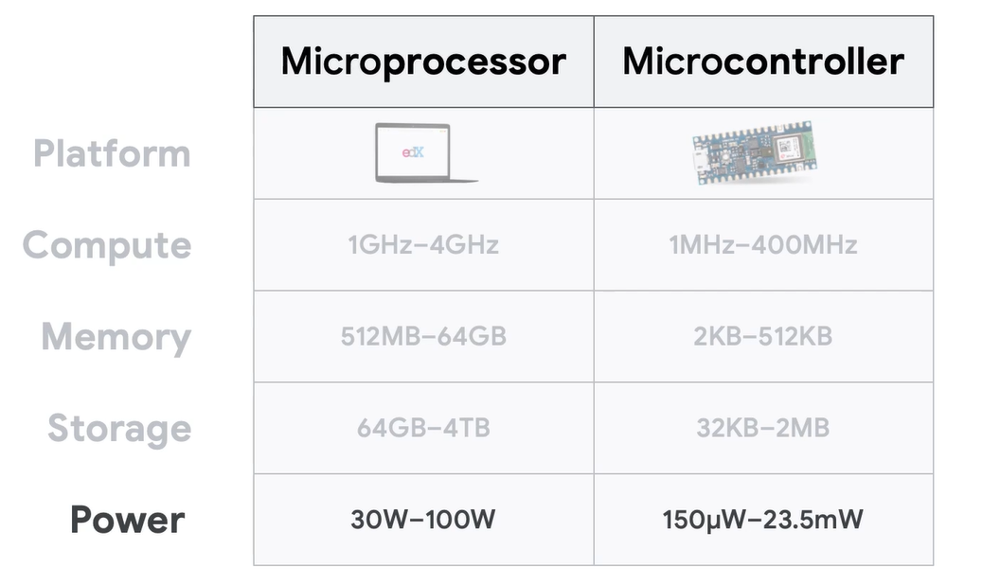 Microprocessor Microcontroller
Platform edX
Compute 1GHz–4GHz 1MHz–400MHz
Memory 512MB–64GB 2KB–512KB
Storage 64GB–4TB 32KB–2MB
Power 30W–100W 150µW–23.5mW